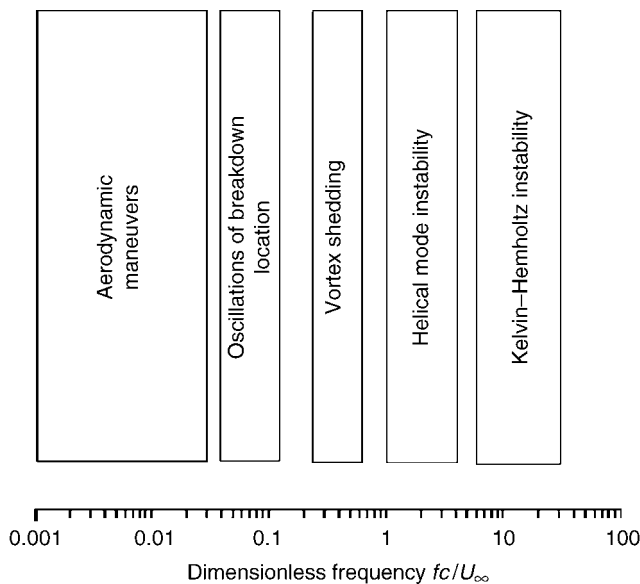 Aerodynamic
maneuvers
Oscillations of breakdown
location
Vortex shedding
Helical mode instability
Kelvin–Hemholtz instability
0.001 0.01 0.1 1 10 100
Dimensionless frequency fc/U∞